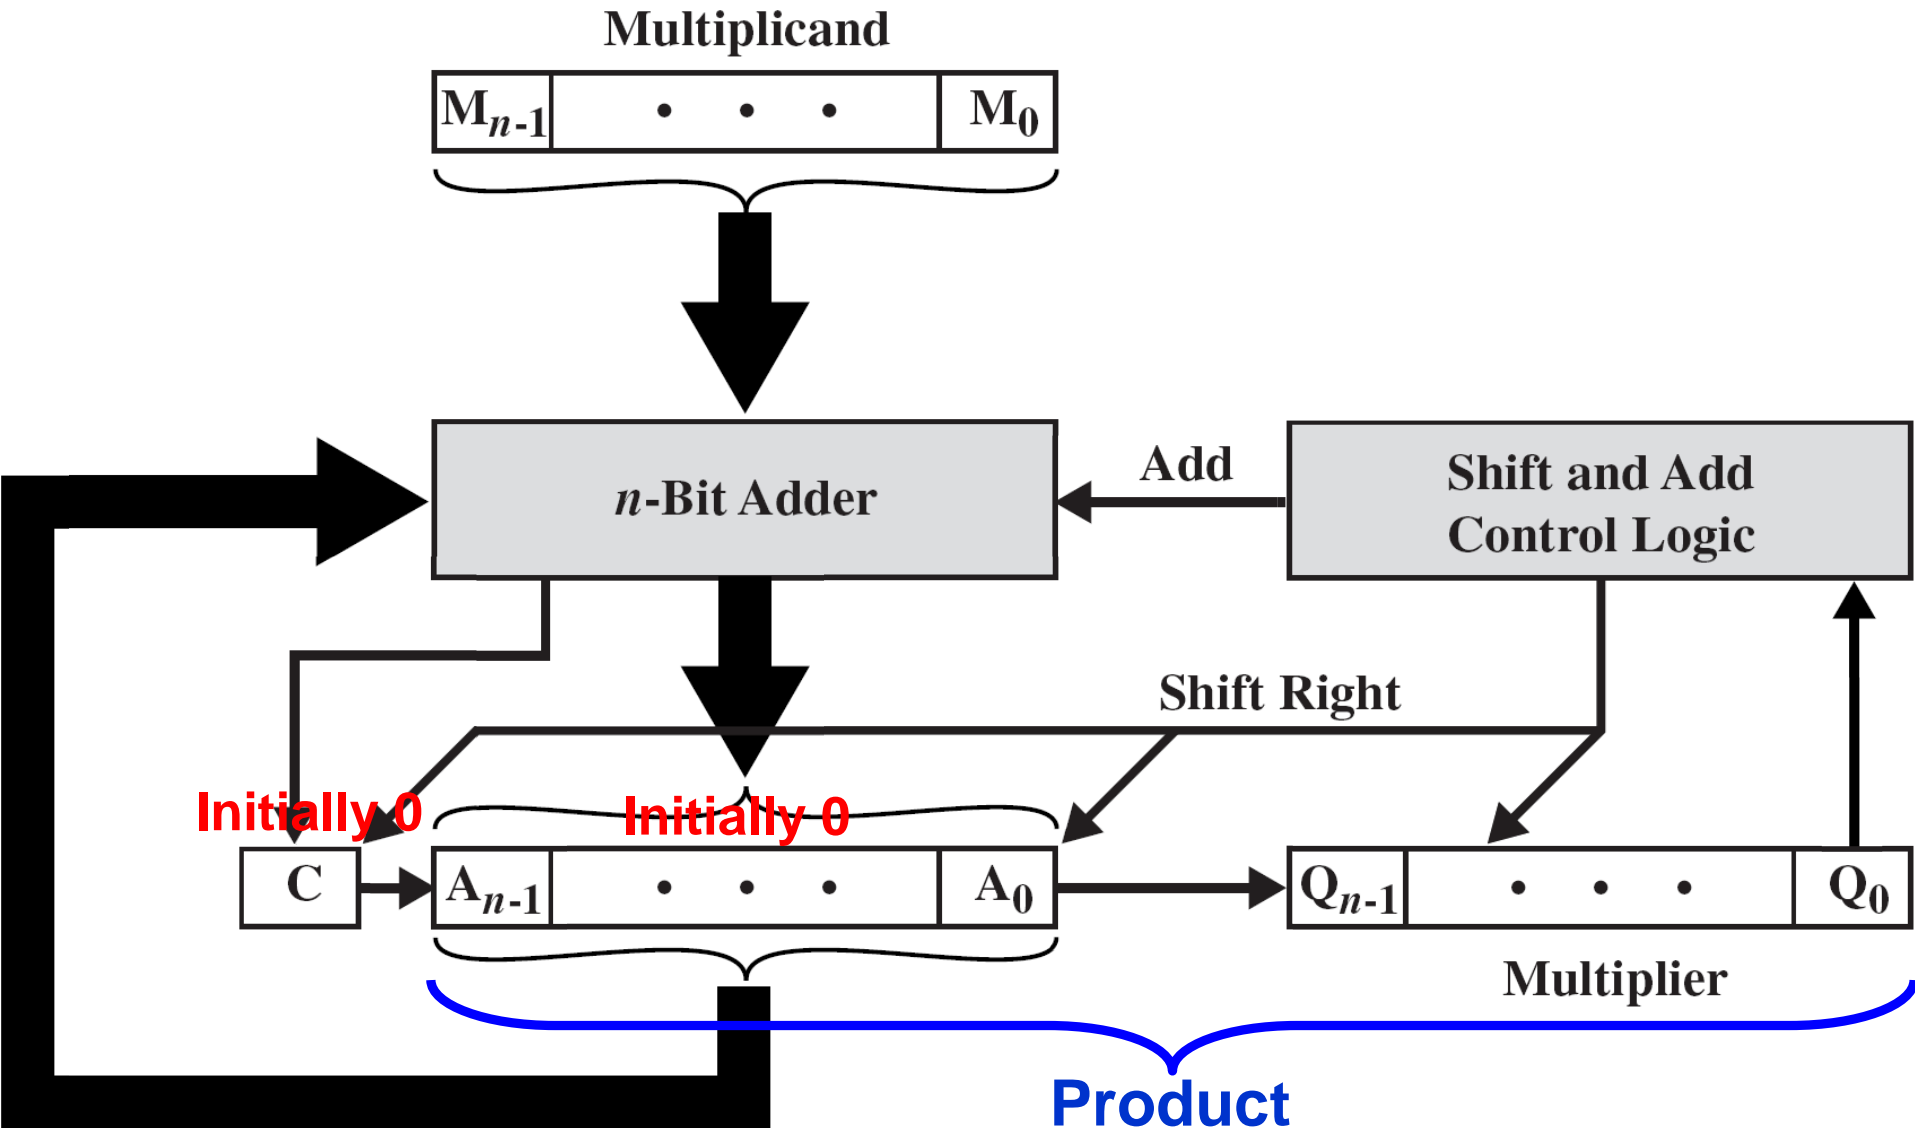 Multiplicand
Mn-1 • • • M0
n-Bit Adder
Add
Shift and Add
Control Logic
Shift Right
Initially 0
Initially 0
C
An-1 • • • A0
Qn-1 • • • Q0
Multiplier
Product